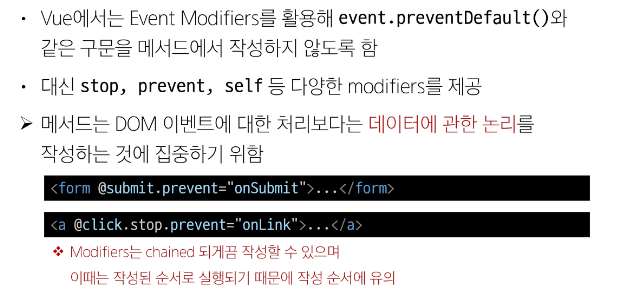 • Vue에서는 Event Modifiers를 활용해 event.preventDefault()와
같은 구문을 메서드에서 작성하지 않도록 함
• 대신 stop, prevent, self 등 다양한 modifiers를 제공
➢ 메서드는 DOM 이벤트에 대한 처리보다는 데이터에 관한 논리를
작성하는 것에 집중하기 위함
<form @submit.prevent="onSubmit">...</form>
<a @click.stop.prevent="onLink">...</a>
❖ Modifiers는 chained 되게끔 작성할 수 있으며
이때는 작성된 순서로 실행되기 때문에 작성 순서에 유의